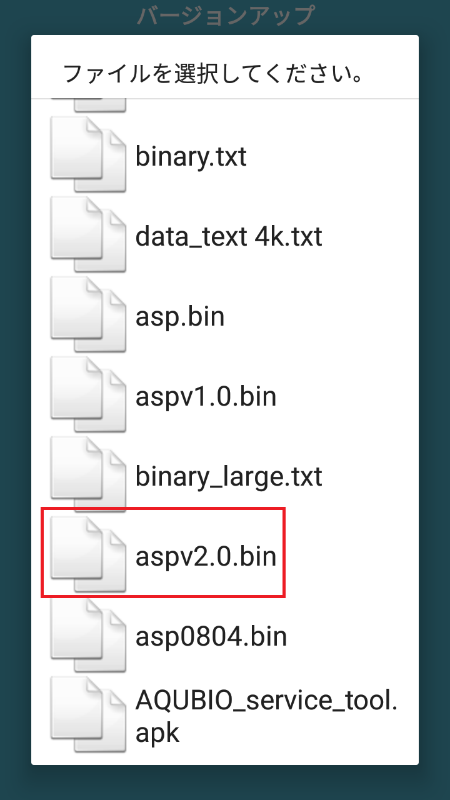 バージョンアップ
ファイルを選択してください。
binary.txt
data_text 4k.txt
asp.bin
aspv1.0.bin
binary_large.txt
aspv2.0.bin
asp0804.bin
AQUBIO_service_tool.
apk